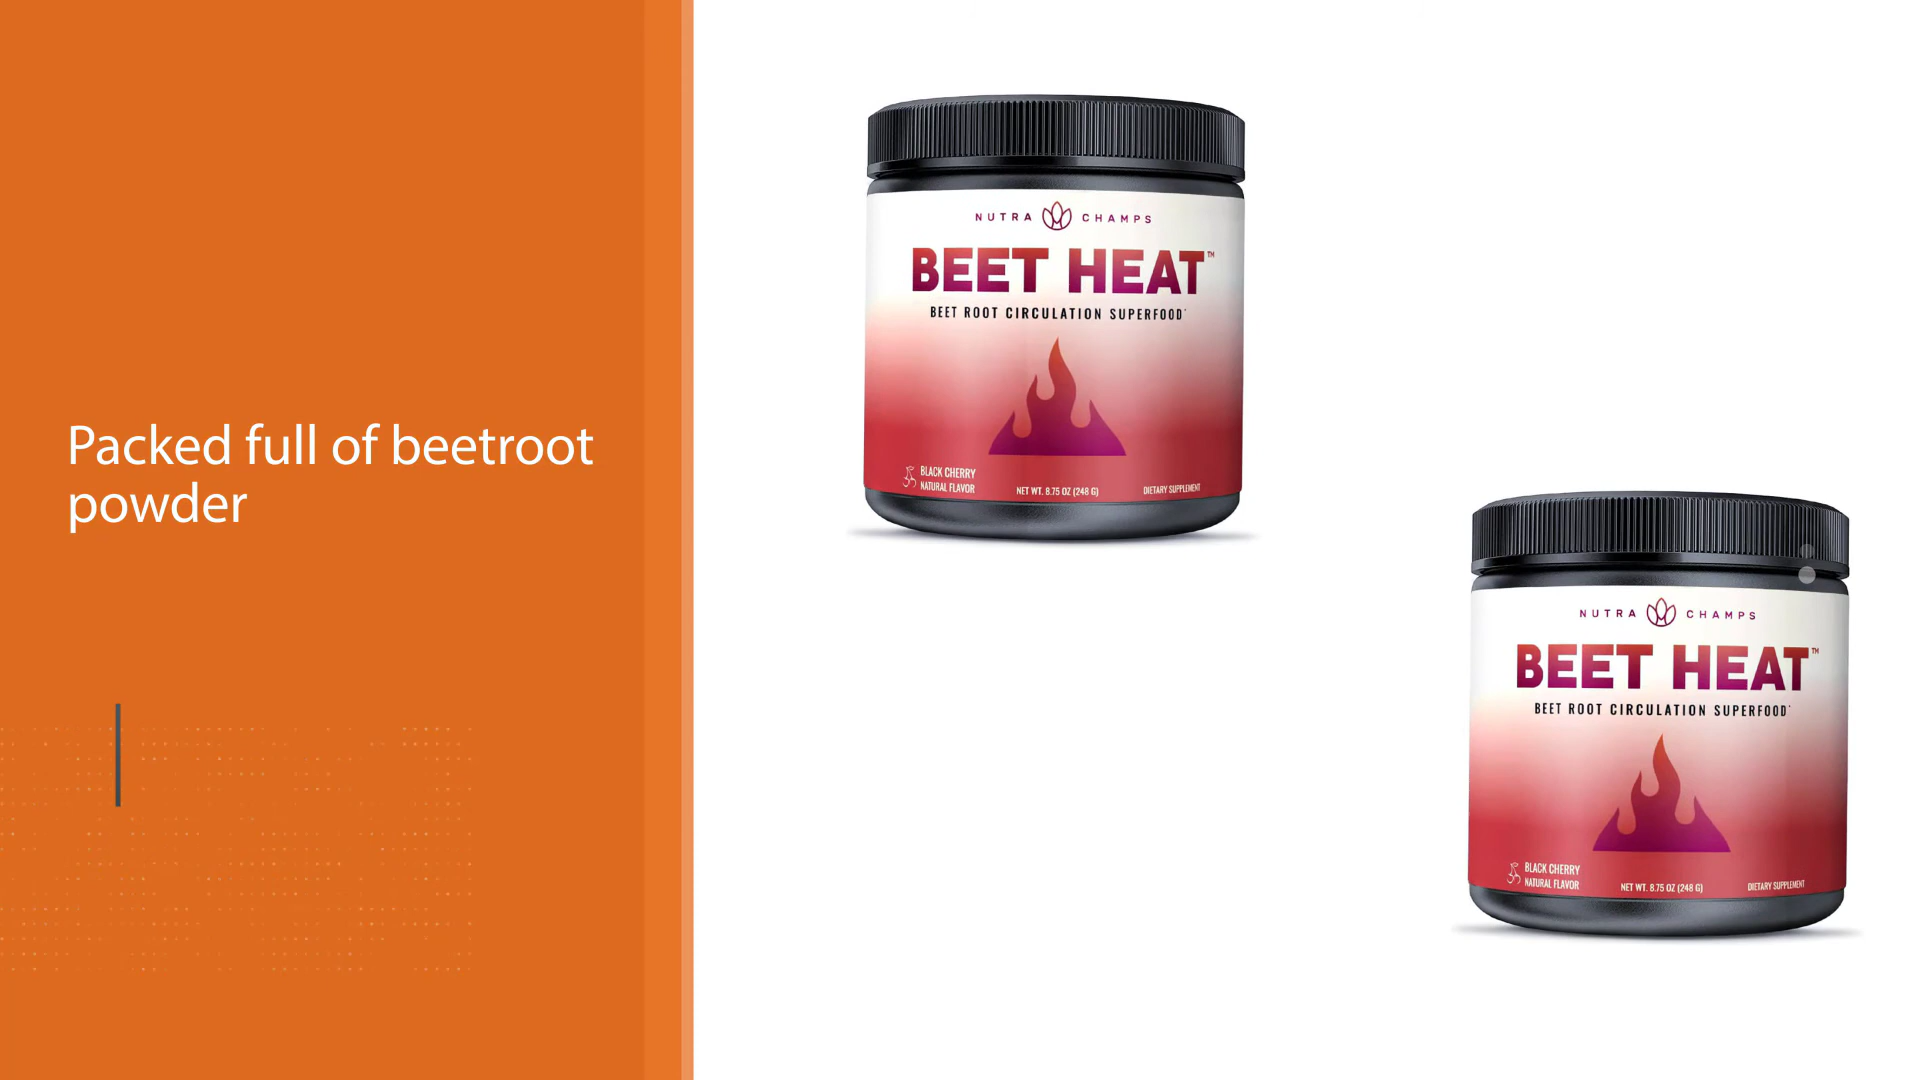 Packed full of beetroot
powder
NUTRA CHAMPS
BEET HEAT™
BEET ROOT CIRCULATION SUPERFOOD*
BLACK CHERRY
NATURAL FLAVOR
NET WT. 8.75 OZ (248 G)
DIETARY SUPPLEMENT
NUTRA CHAMPS
BEET HEAT™
BEET ROOT CIRCULATION SUPERFOOD*
BLACK CHERRY
NATURAL FLAVOR
NET WT. 8.75 OZ (248 G)
DIETARY SUPPLEMENT